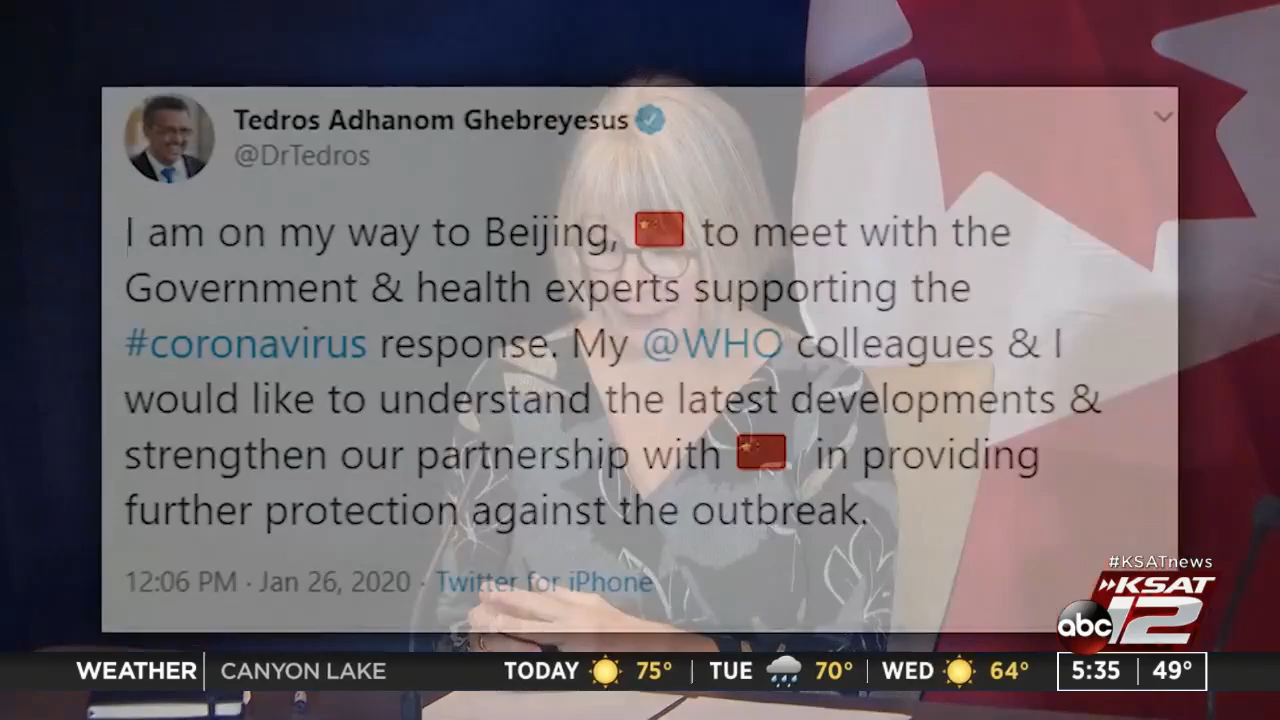 Tedros Adhanom Ghebreyesus
@DrTedros
I am on my way to Beijing, 🇨🇳 to meet with the
Government & health experts supporting the
#coronavirus response. My @WHO colleagues & I
would like to understand the latest developments &
strengthen our partnership with 🇨🇳 in providing
further protection against the outbreak.
12:06 PM · Jan 26, 2020 · Twitter for iPhone
#KSATnews
KSAT
abc 12
WEATHER CANYON LAKE TODAY 75° TUE 70° WED 64° 5:35 49°